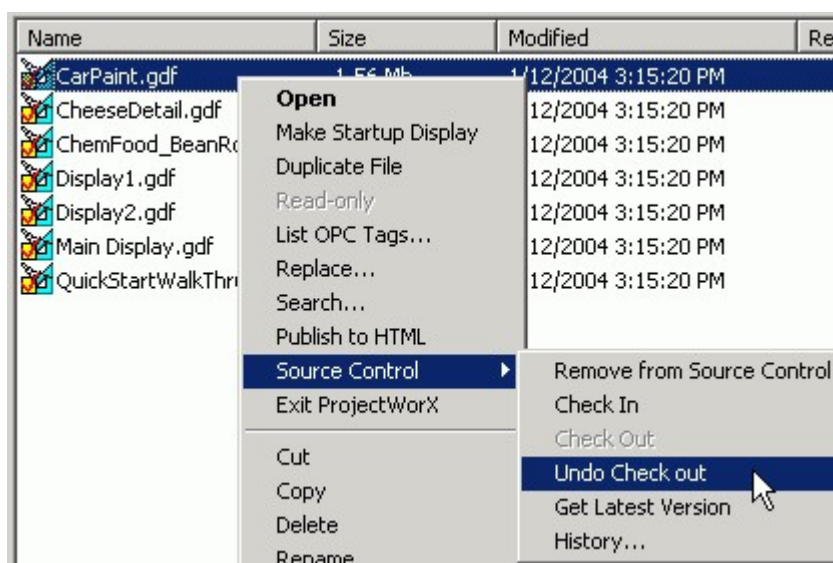 Name Size Modified Re
CarPaint.gdf 1.56 Mb 1/12/2004 3:15:20 PM
CheeseDetail.gdf 12/2004 3:15:20 PM
ChemFood_BeanRo 12/2004 3:15:20 PM
Display1.gdf 12/2004 3:15:20 PM
Display2.gdf 12/2004 3:15:20 PM
Main Display.gdf 12/2004 3:15:20 PM
QuickStartWalkThr 12/2004 3:15:20 PM
Open
Make Startup Display
Duplicate File
Read-only
List OPC Tags...
Replace...
Search...
Publish to HTML
Source Control
Exit ProjectWorX
Cut
Copy
Delete
Rename
Remove from Source Control
Check In
Check Out
Undo Check out
Get Latest Version
History...